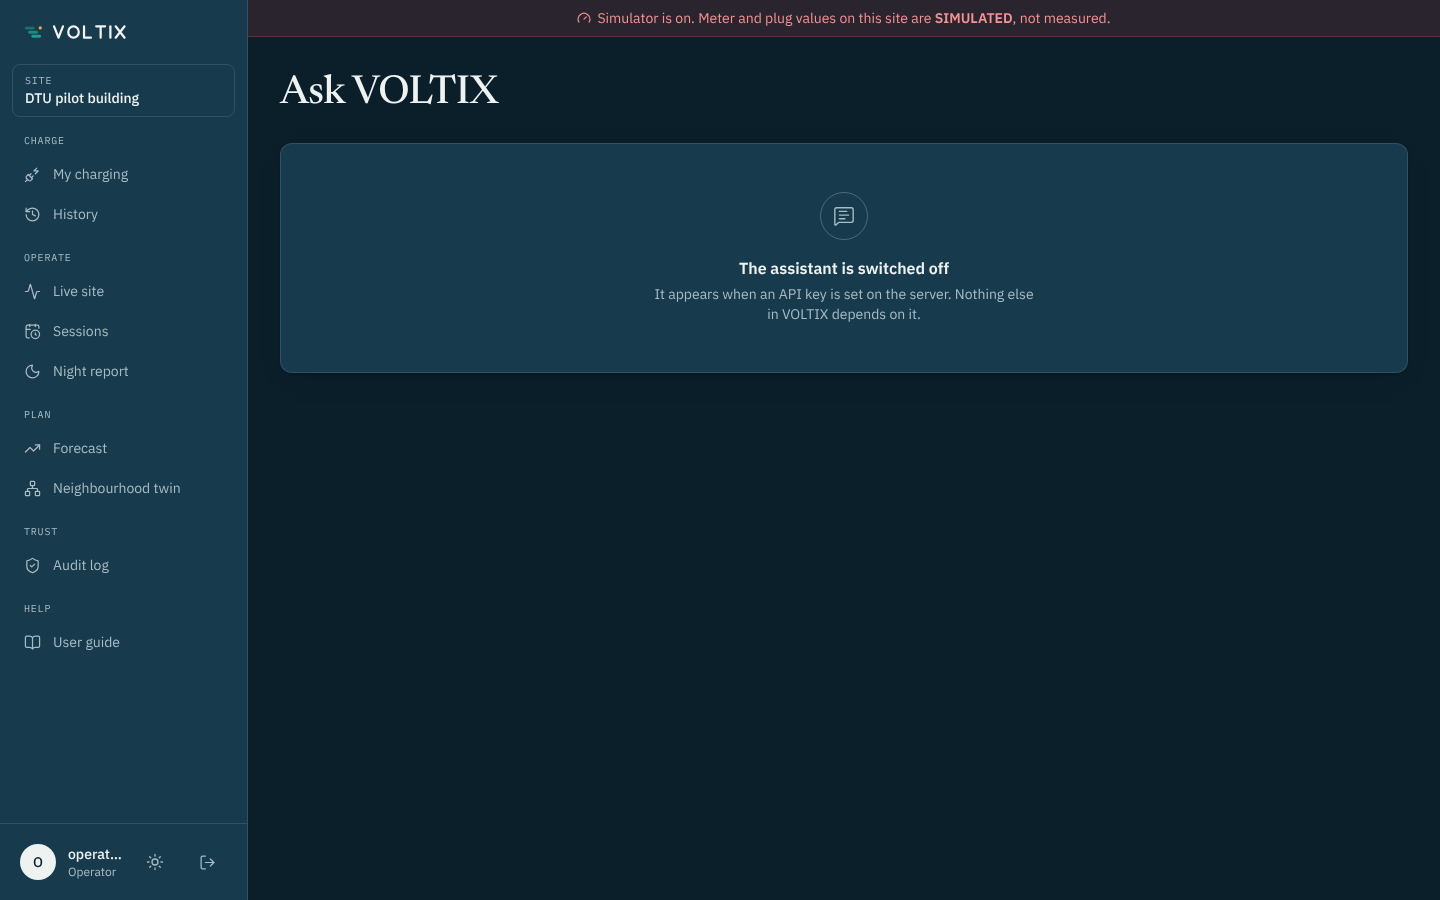 VOLTIX
SITE
DTU pilot building
CHARGE
My charging
History
OPERATE
Live site
Sessions
Night report
PLAN
Forecast
Neighbourhood twin
TRUST
Audit log
HELP
User guide
O
operat...
Operator
Simulator is on. Meter and plug values on this site are SIMULATED, not measured.
Ask VOLTIX
The assistant is switched off
It appears when an API key is set on the server. Nothing else
in VOLTIX depends on it.